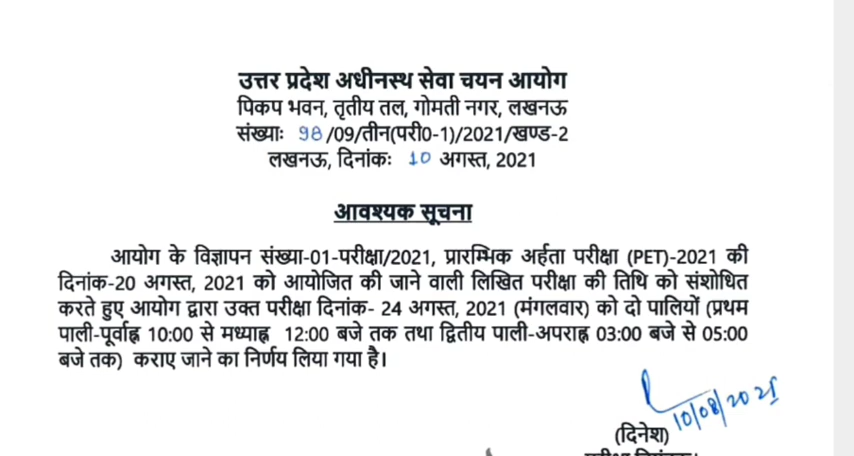 उत्तर प्रदेश अधीनस्थ सेवा चयन आयोग
पिकप भवन, तृतीय तल, गोमती नगर, लखनऊ
संख्याः 98/09/तीन(परी0-1)/2021/खण्ड-2
लखनऊ, दिनांकः 10 अगस्त, 2021
आवश्यक सूचना
आयोग के विज्ञापन संख्या-01-परीक्षा/2021, प्रारम्भिक अर्हता परीक्षा (PET)-2021 की
दिनांक-20 अगस्त, 2021 को आयोजित की जाने वाली लिखित परीक्षा की तिथि को संशोधित
करते हुए आयोग द्वारा उक्त परीक्षा दिनांक- 24 अगस्त, 2021 (मंगलवार) को दो पालियों (प्रथम
पाली-पूर्वाह्न 10:00 से मध्याह्न 12:00 बजे तक तथा द्वितीय पाली-अपराह्न 03:00 बजे से 05:00
बजे तक) कराए जाने का निर्णय लिया गया है।
10/08/2021
(दिनेश)